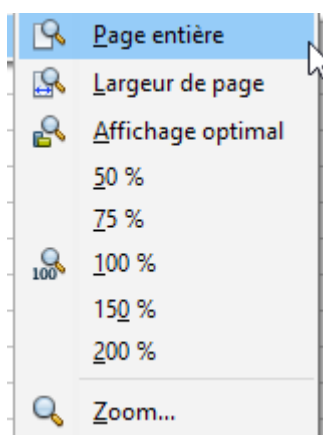 Page entière
Largeur de page
Affichage optimal
50 %
75 %
100 100 %
150 %
200 %
Zoom...